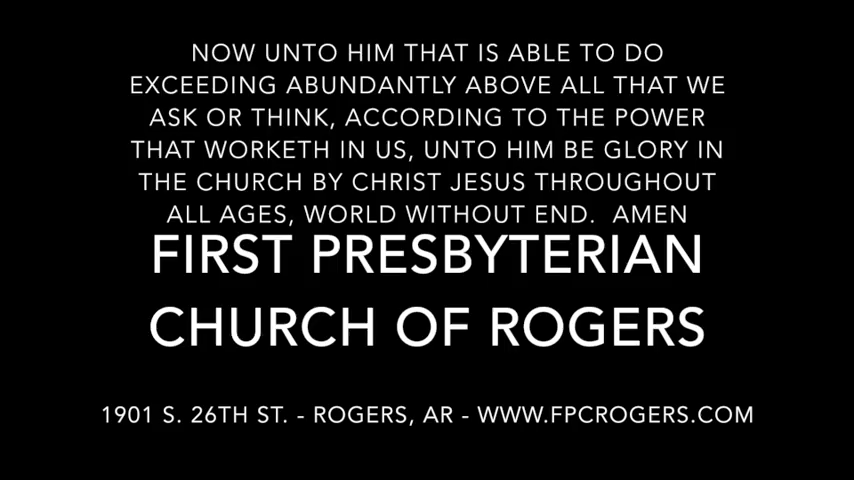 NOW UNTO HIM THAT IS ABLE TO DO
EXCEEDING ABUNDANTLY ABOVE ALL THAT WE
ASK OR THINK, ACCORDING TO THE POWER
THAT WORKETH IN US, UNTO HIM BE GLORY IN
THE CHURCH BY CHRIST JESUS THROUGHOUT
ALL AGES, WORLD WITHOUT END.  AMEN
FIRST PRESBYTERIAN
CHURCH OF ROGERS
1901 S. 26TH ST. - ROGERS, AR - WWW.FPCROGERS.COM